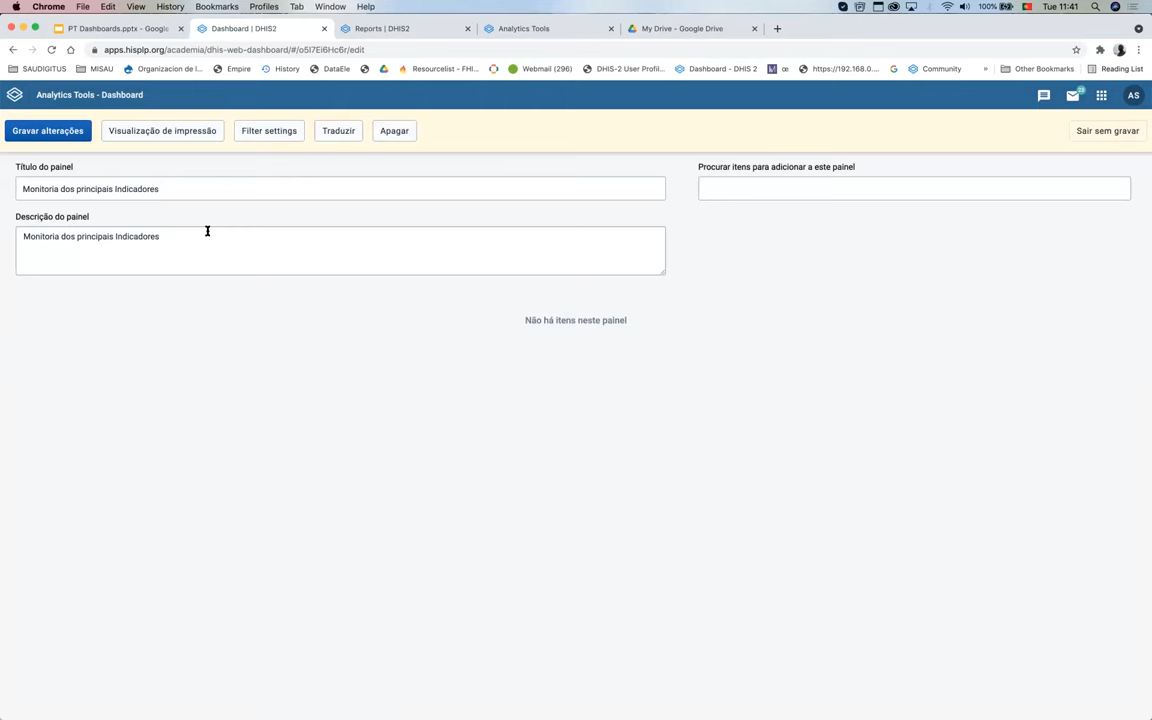 Chrome File Edit View History Bookmarks Profiles Tab Window Help 100% Tue 11:41
PT Dashboards.pptx - Google Dashboard | DHIS2 Reports | DHIS2 Analytics Tools My Drive - Google Drive
apps.hisplp.org/academia/dhis-web-dashboard/#/o5I7Ei6Hc6r/edit
SAUDIGITUS MISAU Organizacion de I... Empire History DataEle Resourcelist - FHI... Webmail (296) DHIS-2 User Profil... Dashboard - DHIS 2 https://192.168.0.... Community » Other Bookmarks Reading List
Analytics Tools - Dashboard 23 AS
Gravar alterações Visualização de impressão Filter settings Traduzir Apagar Sair sem gravar
Título do painel Procurar itens para adicionar a este painel
Monitoria dos principais Indicadores
Descrição do painel
Monitoria dos principais Indicadores
Não há itens neste painel